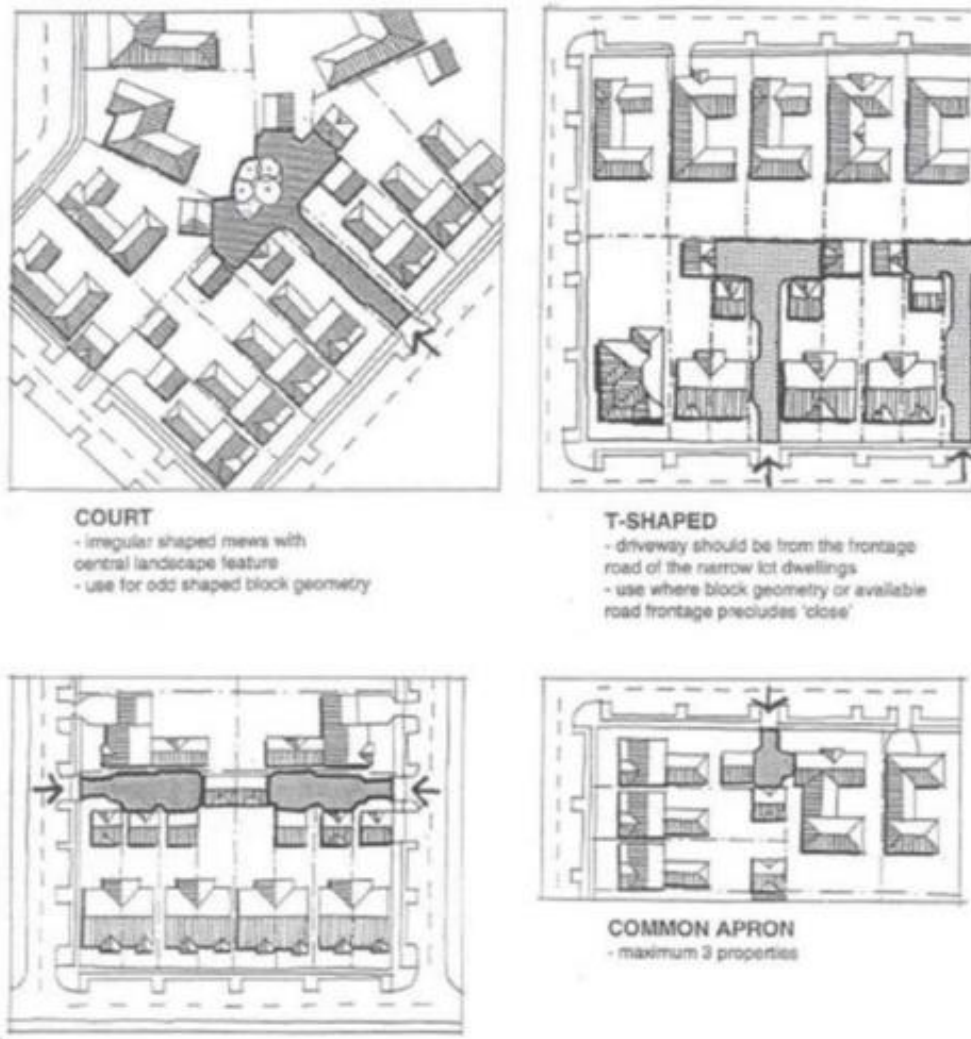 COURT
- irregular shaped mews with
central landscape feature
- use for odd shaped block geometry
T-SHAPED
- driveway should be from the frontage
road of the narrow lot dwellings
- use where block geometry or available
road frontage precludes 'close'
COMMON APRON
- maximum 3 properties